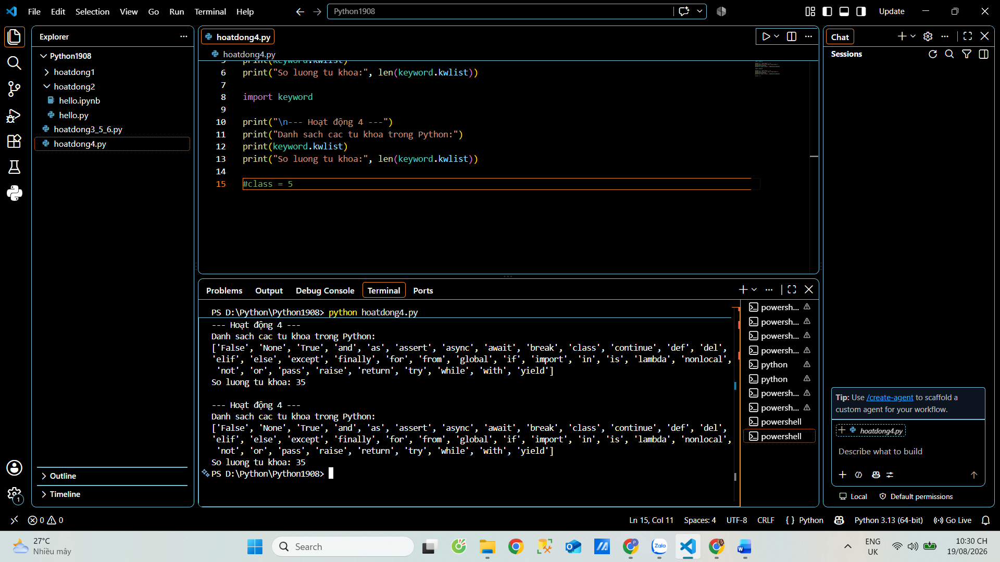 File Edit Selection View Go Run Terminal Help
Python1908
Update
Explorer
Python1908
hoatdong1
hoatdong2
hello.ipynb
hello.py
hoatdong3_5_6.py
hoatdong4.py
Outline
Timeline
hoatdong4.py
hoatdong4.py
5 print(keyword.kwlist)
6 print("So luong tu khoa:", len(keyword.kwlist))
7
8 import keyword
9
10 print("\n--- Hoạt động 4 ---")
11 print("Danh sach cac tu khoa trong Python:")
12 print(keyword.kwlist)
13 print("So luong tu khoa:", len(keyword.kwlist))
14
15 #class = 5
Problems Output Debug Console Terminal Ports
PS D:\Python\Python1908> python hoatdong4.py
--- Hoạt động 4 ---
Danh sach cac tu khoa trong Python:
['False', 'None', 'True', 'and', 'as', 'assert', 'async', 'await', 'break', 'class', 'continue', 'def', 'del',
'elif', 'else', 'except', 'finally', 'for', 'from', 'global', 'if', 'import', 'in', 'is', 'lambda', 'nonlocal',
'not', 'or', 'pass', 'raise', 'return', 'try', 'while', 'with', 'yield']
So luong tu khoa: 35
--- Hoạt động 4 ---
Danh sach cac tu khoa trong Python:
['False', 'None', 'True', 'and', 'as', 'assert', 'async', 'await', 'break', 'class', 'continue', 'def', 'del',
'elif', 'else', 'except', 'finally', 'for', 'from', 'global', 'if', 'import', 'in', 'is', 'lambda', 'nonlocal',
'not', 'or', 'pass', 'raise', 'return', 'try', 'while', 'with', 'yield']
So luong tu khoa: 35
PS D:\Python\Python1908>
powersh...
powersh...
powersh...
powersh...
python
python
powersh...
powersh...
powershell
powershell
Chat
Sessions
Tip: Use /create-agent to scaffold a
custom agent for your workflow.
hoatdong4.py
Describe what to build
Local Default permissions
1
0 0
Ln 15, Col 11 Spaces: 4 UTF-8 CRLF { } Python Python 3.13 (64-bit) Go Live
27°C
Nhiều mây
Search
Zalo
ENG
UK
10:30 CH
19/08/2026